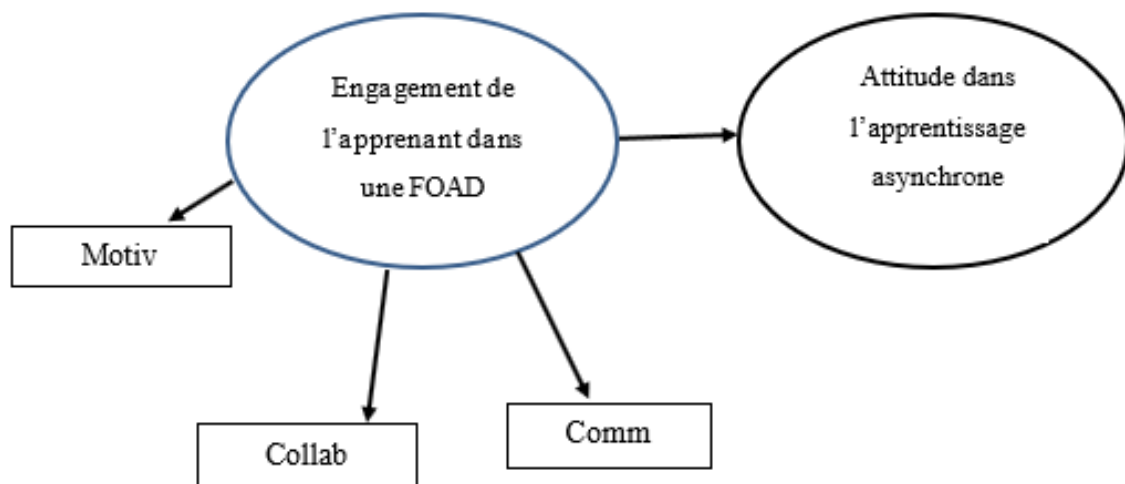 Engagement de
l’apprenant dans
une FOAD
Attitude dans
l’apprentissage
asynchrone
Motiv
Collab
Comm